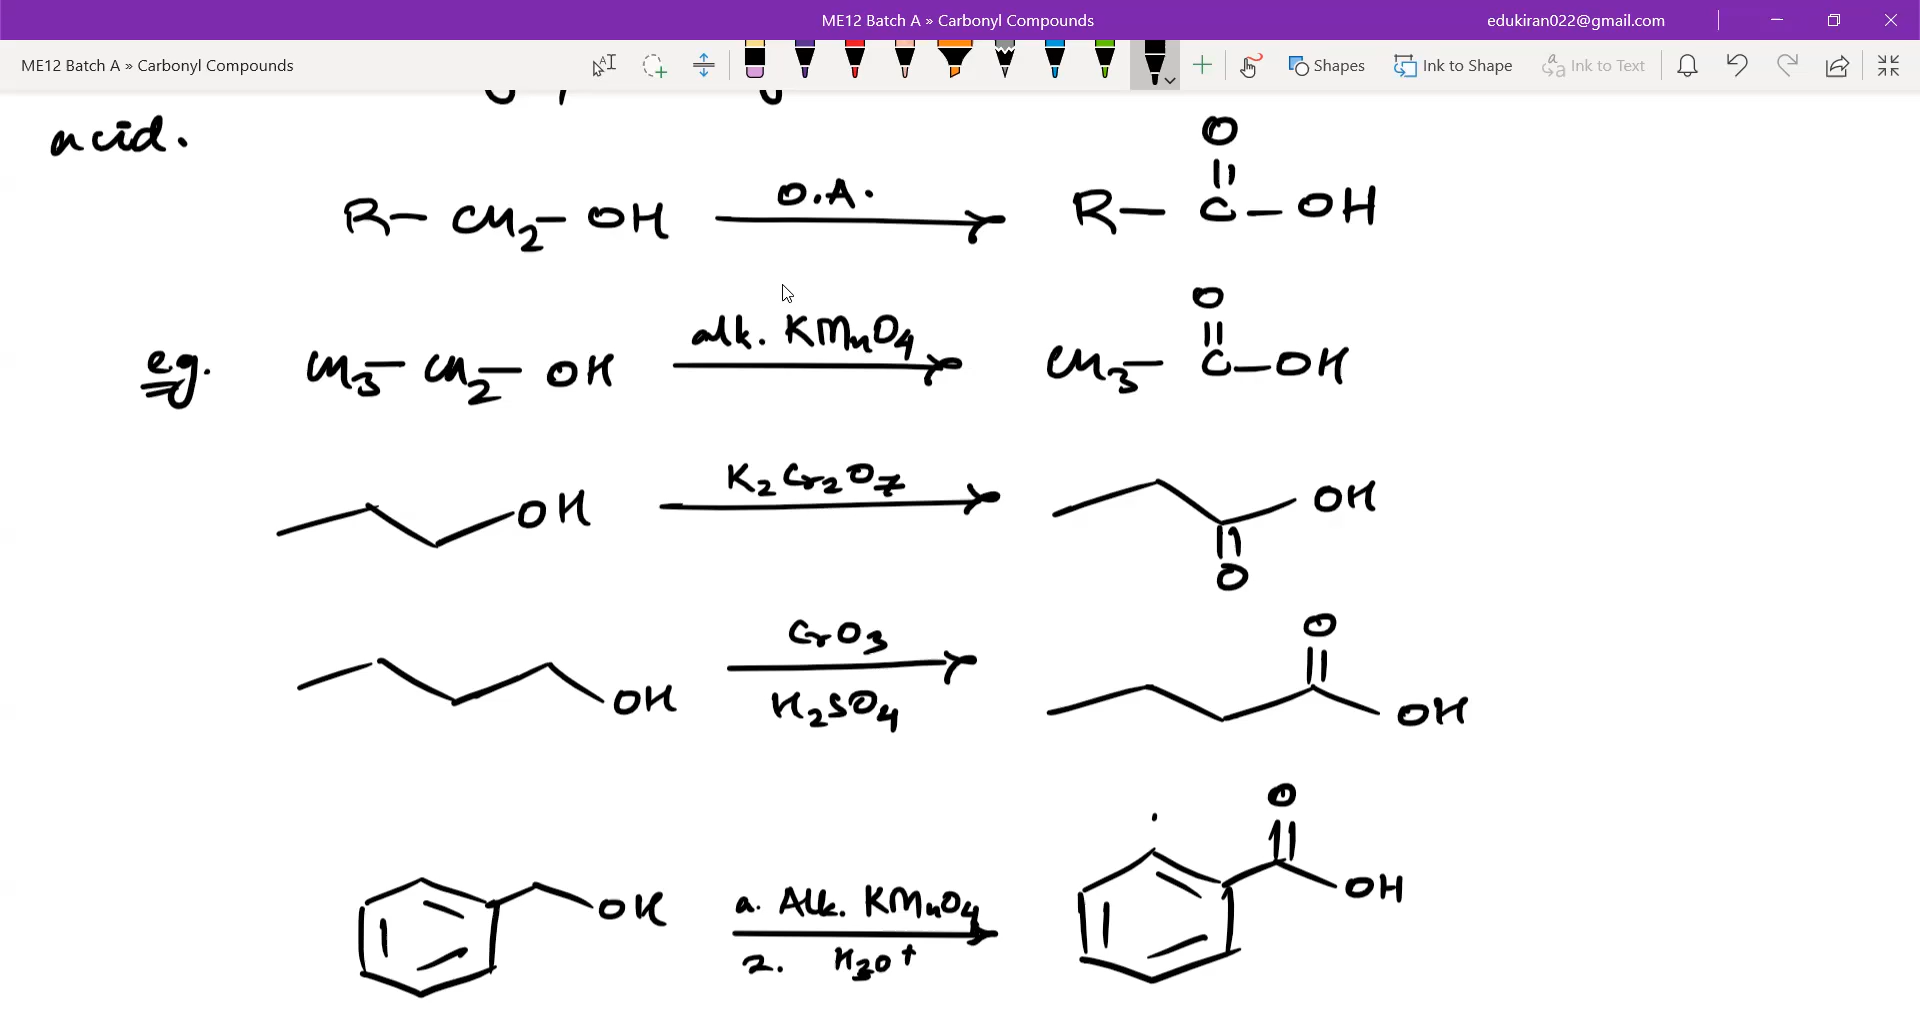 ME12 Batch A » Carbonyl Compounds
edukiran022@gmail.com
ME12 Batch A » Carbonyl Compounds
Shapes
Ink to Shape
Ink to Text
acid.
R – CH2 – OH O.A. R – C – OH
O
eg. CH3 – CH2 – OH alk. KMnO4 CH3 – C – OH
O
OH K2Cr2O7 OH
O
OH CrO3 H2SO4 OH
O
OH a. Alk. KMnO4 OH
2. H3O+
O